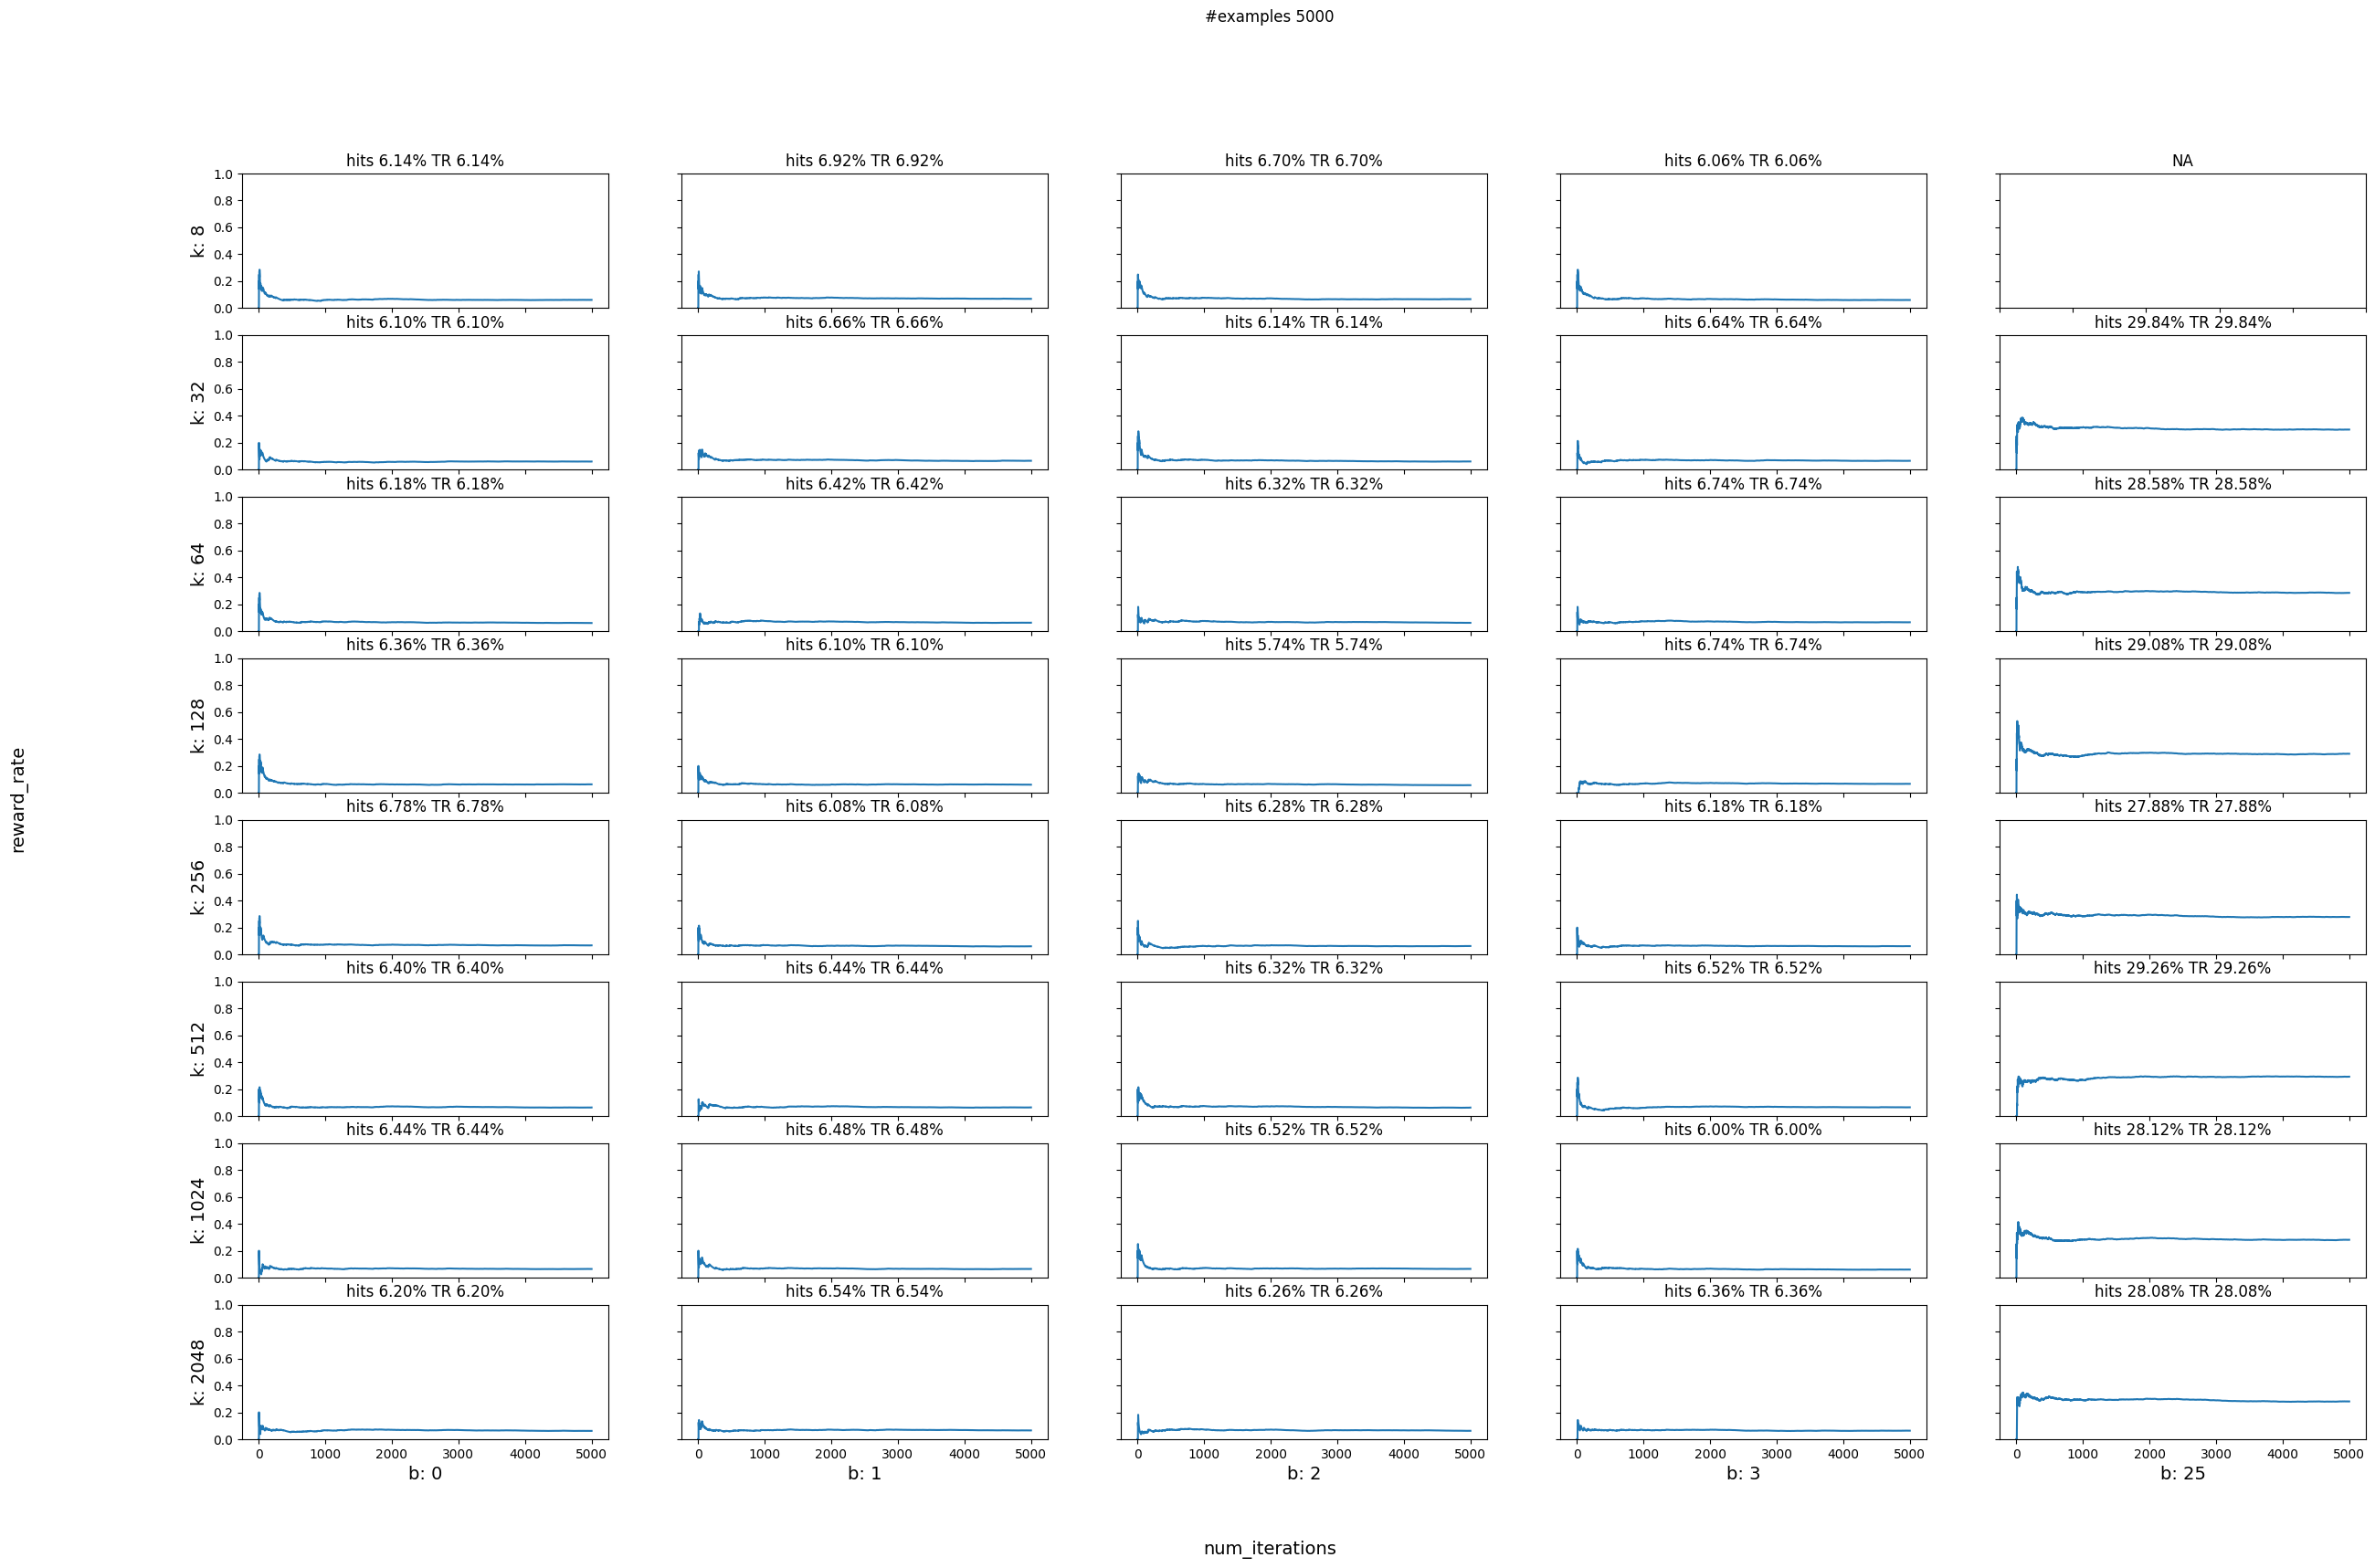 #examples 5000
hits 6.14% TR 6.14%
hits 6.92% TR 6.92%
hits 6.70% TR 6.70%
hits 6.06% TR 6.06%
NA
k: 8
1.0
0.8
0.6
0.4
0.2
0.0
hits 6.10% TR 6.10%
hits 6.66% TR 6.66%
hits 6.14% TR 6.14%
hits 6.64% TR 6.64%
hits 29.84% TR 29.84%
k: 32
1.0
0.8
0.6
0.4
0.2
0.0
hits 6.18% TR 6.18%
hits 6.42% TR 6.42%
hits 6.32% TR 6.32%
hits 6.74% TR 6.74%
hits 28.58% TR 28.58%
k: 64
1.0
0.8
0.6
0.4
0.2
0.0
hits 6.36% TR 6.36%
hits 6.10% TR 6.10%
hits 5.74% TR 5.74%
hits 6.74% TR 6.74%
hits 29.08% TR 29.08%
k: 128
1.0
0.8
0.6
0.4
0.2
0.0
reward_rate
hits 6.78% TR 6.78%
hits 6.08% TR 6.08%
hits 6.28% TR 6.28%
hits 6.18% TR 6.18%
hits 27.88% TR 27.88%
k: 256
1.0
0.8
0.6
0.4
0.2
0.0
hits 6.40% TR 6.40%
hits 6.44% TR 6.44%
hits 6.32% TR 6.32%
hits 6.52% TR 6.52%
hits 29.26% TR 29.26%
k: 512
1.0
0.8
0.6
0.4
0.2
0.0
hits 6.44% TR 6.44%
hits 6.48% TR 6.48%
hits 6.52% TR 6.52%
hits 6.00% TR 6.00%
hits 28.12% TR 28.12%
k: 1024
1.0
0.8
0.6
0.4
0.2
0.0
hits 6.20% TR 6.20%
hits 6.54% TR 6.54%
hits 6.26% TR 6.26%
hits 6.36% TR 6.36%
hits 28.08% TR 28.08%
k: 2048
1.0
0.8
0.6
0.4
0.2
0.0
0 1000 2000 3000 4000 5000
0 1000 2000 3000 4000 5000
0 1000 2000 3000 4000 5000
0 1000 2000 3000 4000 5000
0 1000 2000 3000 4000 5000
b: 0
b: 1
b: 2
b: 3
b: 25
num_iterations